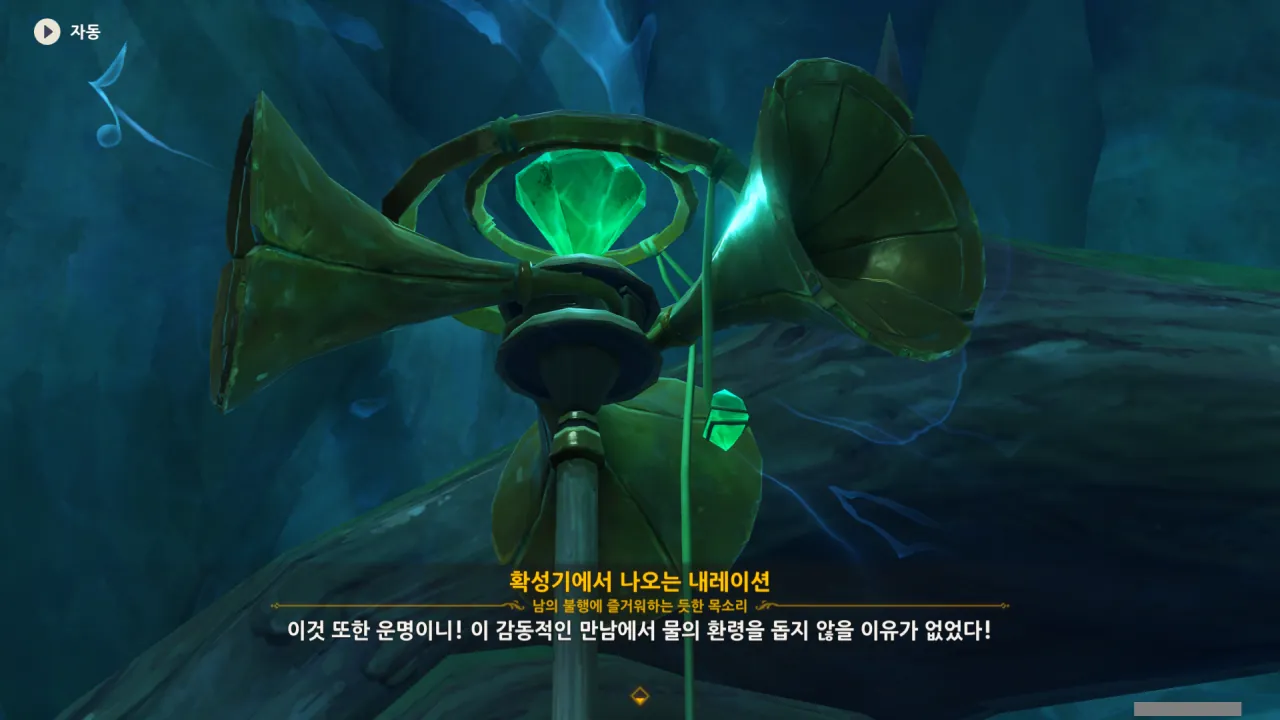 자동
확성기에서 나오는 내레이션
남의 불행에 즐거워하는 듯한 목소리
이것 또한 운명이니! 이 감동적인 만남에서 물의 환령을 돕지 않을 이유가 없었다!